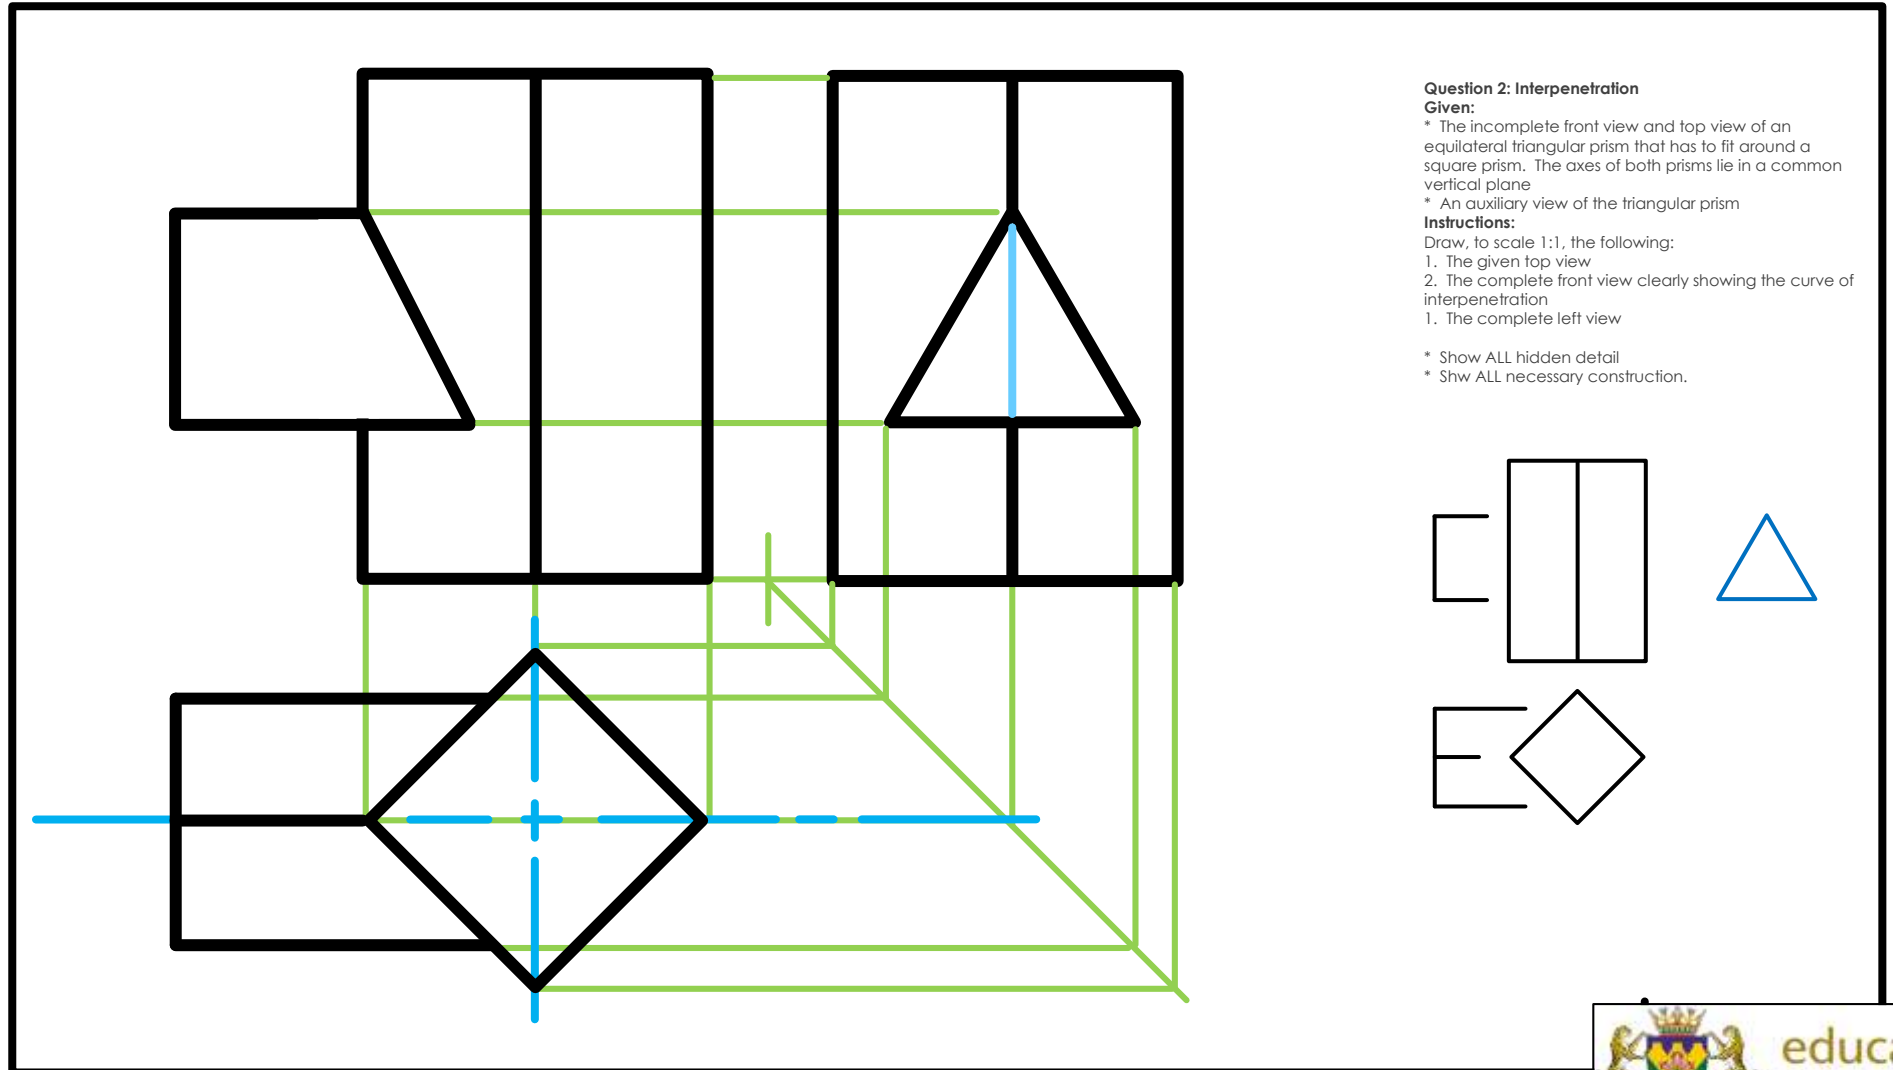 Question 2: Interpenetration
Given:
* The incomplete front view and top view of an
equilateral triangular prism that has to fit around a
square prism. The axes of both prisms lie in a common
vertical plane
* An auxiliary view of the triangular prism
Instructions:
Draw, to scale 1:1, the following:
1. The given top view
2. The complete front view clearly showing the curve of
interpenetration
1. The complete left view
* Show ALL hidden detail
* Shw ALL necessary construction.
educa